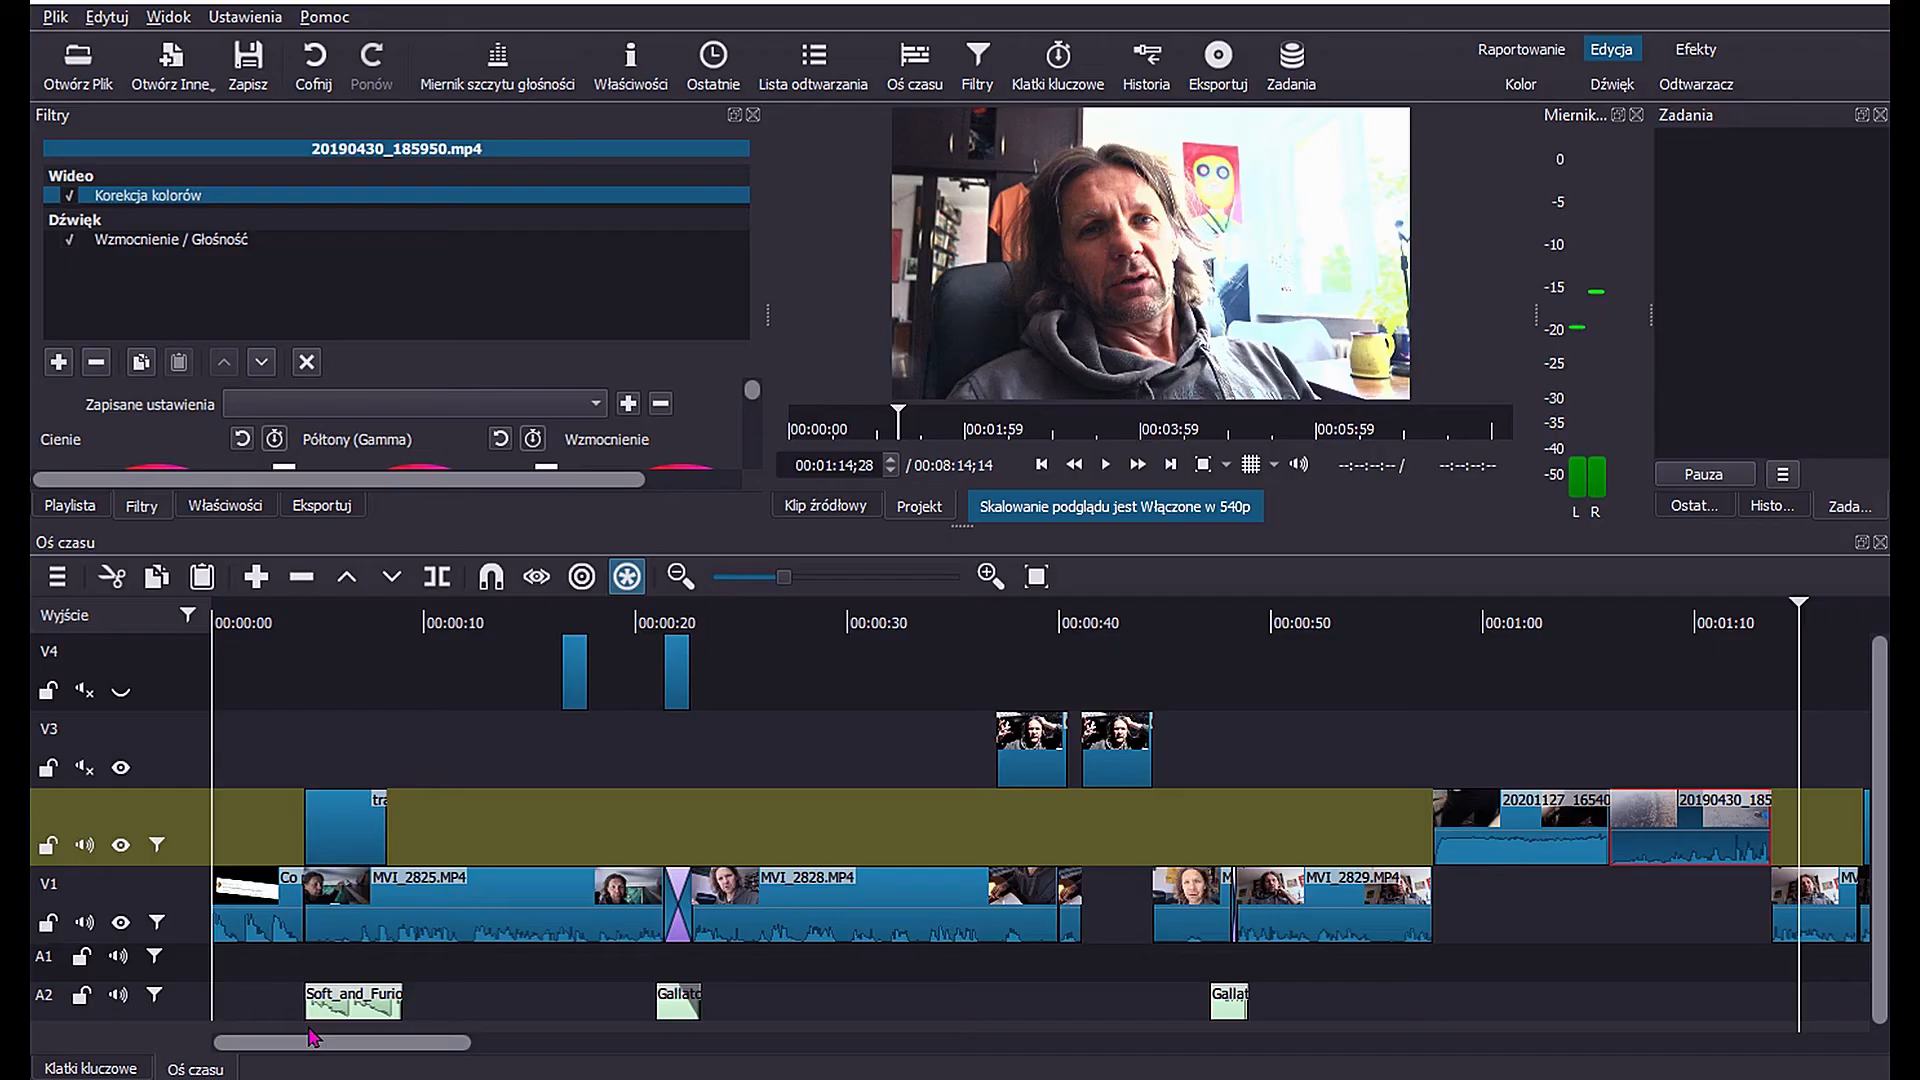 Plik Edytuj Widok Ustawienia Pomoc
Otwórz Plik Otwórz Inne Zapisz Cofnij Ponów Miernik szczytu głośności Właściwości Ostatnie Lista odtwarzania Oś czasu Filtry Klatki kluczowe Historia Eksportuj Zadania
Raportowanie Edycja Efekty
Kolor Dźwięk Odtwarzacz
Filtry
20190430_185950.mp4
Wideo
Korekcja kolorów
Dźwięk
Wzmocnienie / Głośność
Zapisane ustawienia
Cienie Półtony (Gamma) Wzmocnienie
Playlista Filtry Właściwości Eksportuj
00:00:00 00:01:59 00:03:59 00:05:59
00:01:14;28 / 00:08:14;14 --:--:--:-- / --:--:--:--
Klip źródłowy Projekt Skalowanie podglądu jest Włączone w 540p
Miernik...
0
-5
-10
-15
-20
-25
-30
-35
-40
-50
L R
Zadania
Pauza
Ostat... Histo... Zada...
Oś czasu
Wyjście 00:00:00 00:00:10 00:00:20 00:00:30 00:00:40 00:00:50 00:01:00 00:01:10
V4
V3
tra 20201127_16540 20190430_185
V1 Co MVI_2825.MP4 MVI_2828.MP4 M MVI_2829.MP4 MV
A1
A2 Soft_and_Furio Gallato Gallat
Klatki kluczowe Oś czasu